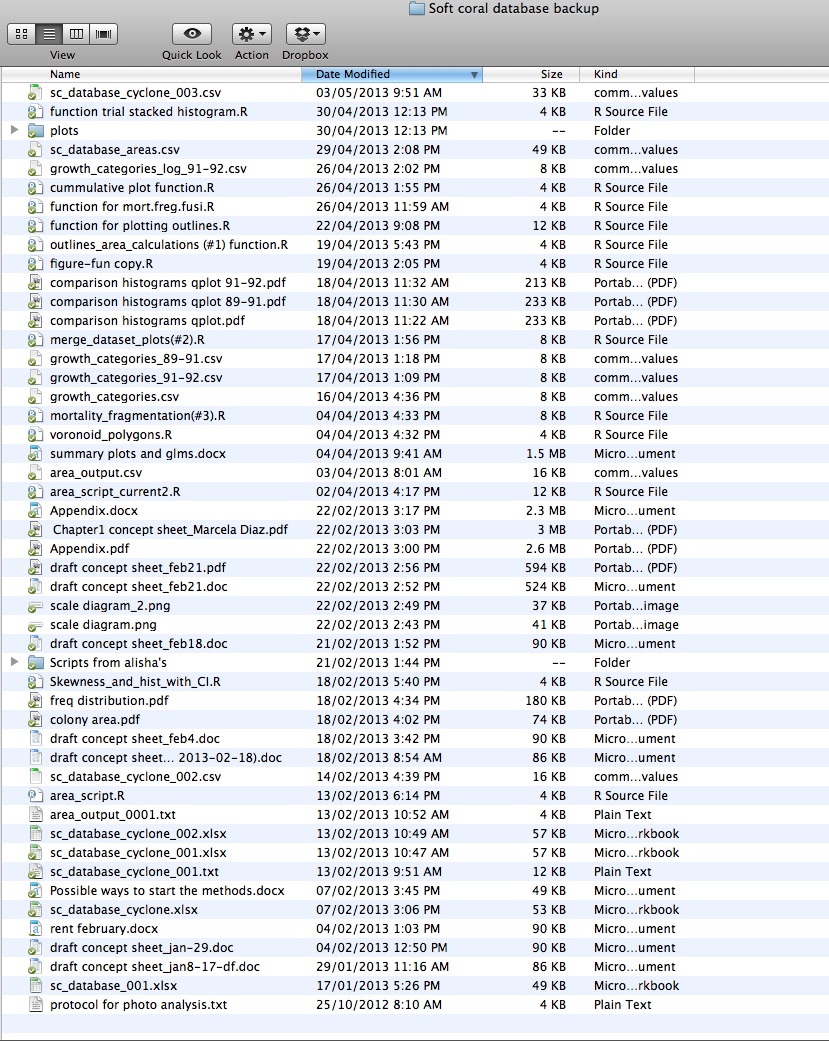 Soft coral database backup
View Quick Look Action Dropbox
Name Date Modified Size Kind
sc_database_cyclone_003.csv 03/05/2013 9:51 AM 33 KB comm...values
function trial stacked histogram.R 30/04/2013 12:13 PM 4 KB R Source File
plots 30/04/2013 12:13 PM -- Folder
sc_database_areas.csv 29/04/2013 2:08 PM 49 KB comm...values
growth_categories_log_91-92.csv 26/04/2013 2:02 PM 8 KB comm...values
cummulative plot function.R 26/04/2013 1:55 PM 4 KB R Source File
function for mort.freg.fusi.R 26/04/2013 11:59 AM 4 KB R Source File
function for plotting outlines.R 22/04/2013 9:08 PM 12 KB R Source File
outlines_area_calculations (#1) function.R 19/04/2013 5:43 PM 4 KB R Source File
figure-fun copy.R 19/04/2013 2:05 PM 4 KB R Source File
comparison histograms qplot 91-92.pdf 18/04/2013 11:32 AM 213 KB Portab... (PDF)
comparison histograms qplot 89-91.pdf 18/04/2013 11:30 AM 233 KB Portab... (PDF)
comparison histograms qplot.pdf 18/04/2013 11:22 AM 233 KB Portab... (PDF)
merge_dataset_plots(#2).R 17/04/2013 1:56 PM 8 KB R Source File
growth_categories_89-91.csv 17/04/2013 1:18 PM 8 KB comm...values
growth_categories_91-92.csv 17/04/2013 1:09 PM 8 KB comm...values
growth_categories.csv 16/04/2013 4:36 PM 8 KB comm...values
mortality_fragmentation(#3).R 04/04/2013 4:33 PM 8 KB R Source File
voronoid_polygons.R 04/04/2013 4:32 PM 4 KB R Source File
summary plots and glms.docx 04/04/2013 9:41 AM 1.5 MB Micro...ument
area_output.csv 03/04/2013 8:01 AM 16 KB comm...values
area_script_current2.R 02/04/2013 4:17 PM 12 KB R Source File
Appendix.docx 22/02/2013 3:17 PM 2.3 MB Micro...ument
Chapter1 concept sheet_Marcela Diaz.pdf 22/02/2013 3:03 PM 3 MB Portab... (PDF)
Appendix.pdf 22/02/2013 3:00 PM 2.6 MB Portab... (PDF)
draft concept sheet_feb21.pdf 22/02/2013 2:56 PM 594 KB Portab... (PDF)
draft concept sheet_feb21.doc 22/02/2013 2:52 PM 524 KB Micro...ument
scale diagram_2.png 22/02/2013 2:49 PM 37 KB Portab...image
scale diagram.png 22/02/2013 2:43 PM 41 KB Portab...image
draft concept sheet_feb18.doc 21/02/2013 1:52 PM 90 KB Micro...ument
Scripts from alisha's 21/02/2013 1:44 PM -- Folder
Skewness_and_hist_with_CI.R 18/02/2013 5:40 PM 4 KB R Source File
freq distribution.pdf 18/02/2013 4:34 PM 180 KB Portab... (PDF)
colony area.pdf 18/02/2013 4:02 PM 74 KB Portab... (PDF)
draft concept sheet_feb4.doc 18/02/2013 3:42 PM 90 KB Micro...ument
draft concept sheet... 2013-02-18).doc 18/02/2013 8:54 AM 86 KB Micro...ument
sc_database_cyclone_002.csv 14/02/2013 4:39 PM 16 KB comm...values
area_script.R 13/02/2013 6:14 PM 4 KB R Source File
area_output_0001.txt 13/02/2013 10:52 AM 4 KB Plain Text
sc_database_cyclone_002.xlsx 13/02/2013 10:49 AM 57 KB Micro...rkbook
sc_database_cyclone_001.xlsx 13/02/2013 10:47 AM 57 KB Micro...rkbook
sc_database_cyclone_001.txt 13/02/2013 9:51 AM 12 KB Plain Text
Possible ways to start the methods.docx 07/02/2013 3:45 PM 49 KB Micro...ument
sc_database_cyclone.xlsx 07/02/2013 3:06 PM 53 KB Micro...rkbook
rent february.docx 04/02/2013 1:03 PM 90 KB Micro...ument
draft concept sheet_jan-29.doc 04/02/2013 12:50 PM 90 KB Micro...ument
draft concept sheet_jan8-17-df.doc 29/01/2013 11:16 AM 86 KB Micro...ument
sc_database_001.xlsx 17/01/2013 5:26 PM 49 KB Micro...rkbook
protocol for photo analysis.txt 25/10/2012 8:10 AM 4 KB Plain Text